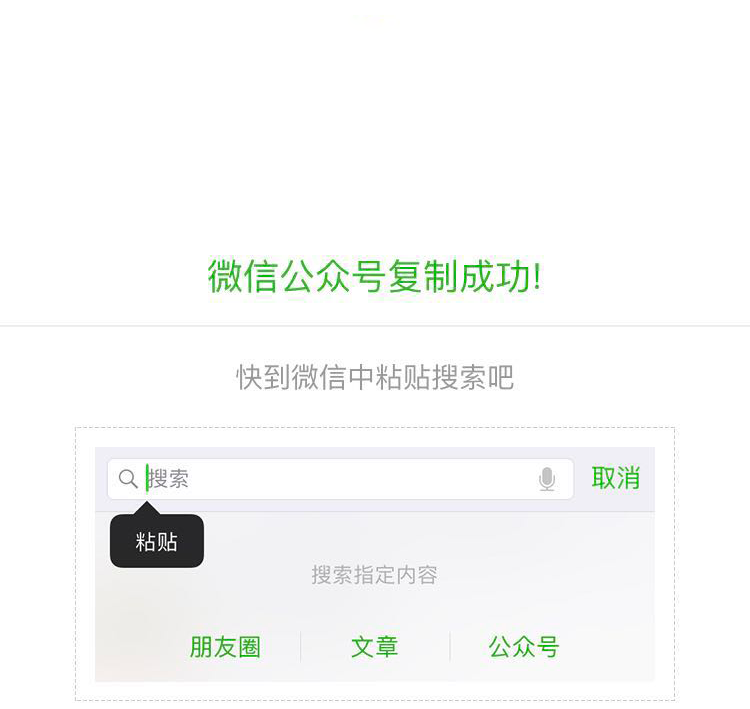 微信公众号复制成功!
快到微信中粘贴搜索吧
搜索 取消
粘贴
搜索指定内容
朋友圈 文章 公众号